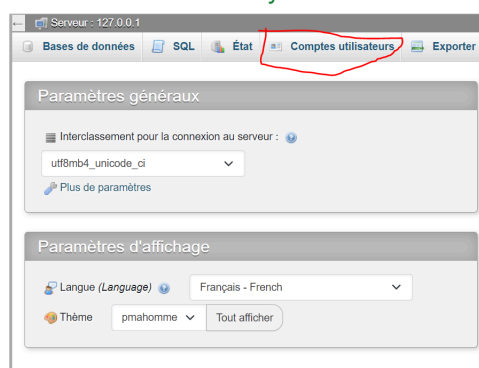 ← Serveur : 127.0.0.1
Bases de données SQL État Comptes utilisateurs Exporter
Paramètres généraux
Interclassement pour la connexion au serveur :
utf8mb4_unicode_ci
Plus de paramètres
Paramètres d'affichage
Langue (Language) Français - French
Thème pmahomme Tout afficher